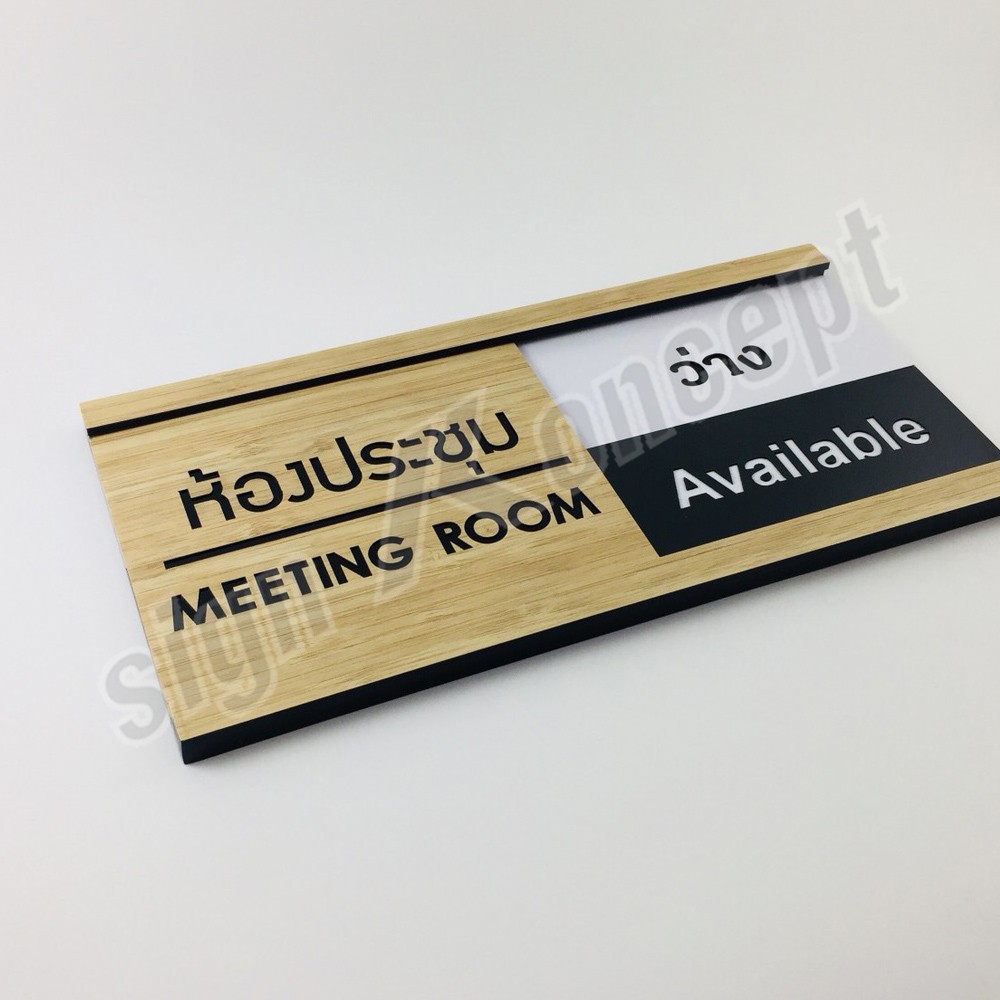 ห้องประชุม
MEETING ROOM
ว่าง
Available
sign Koncept